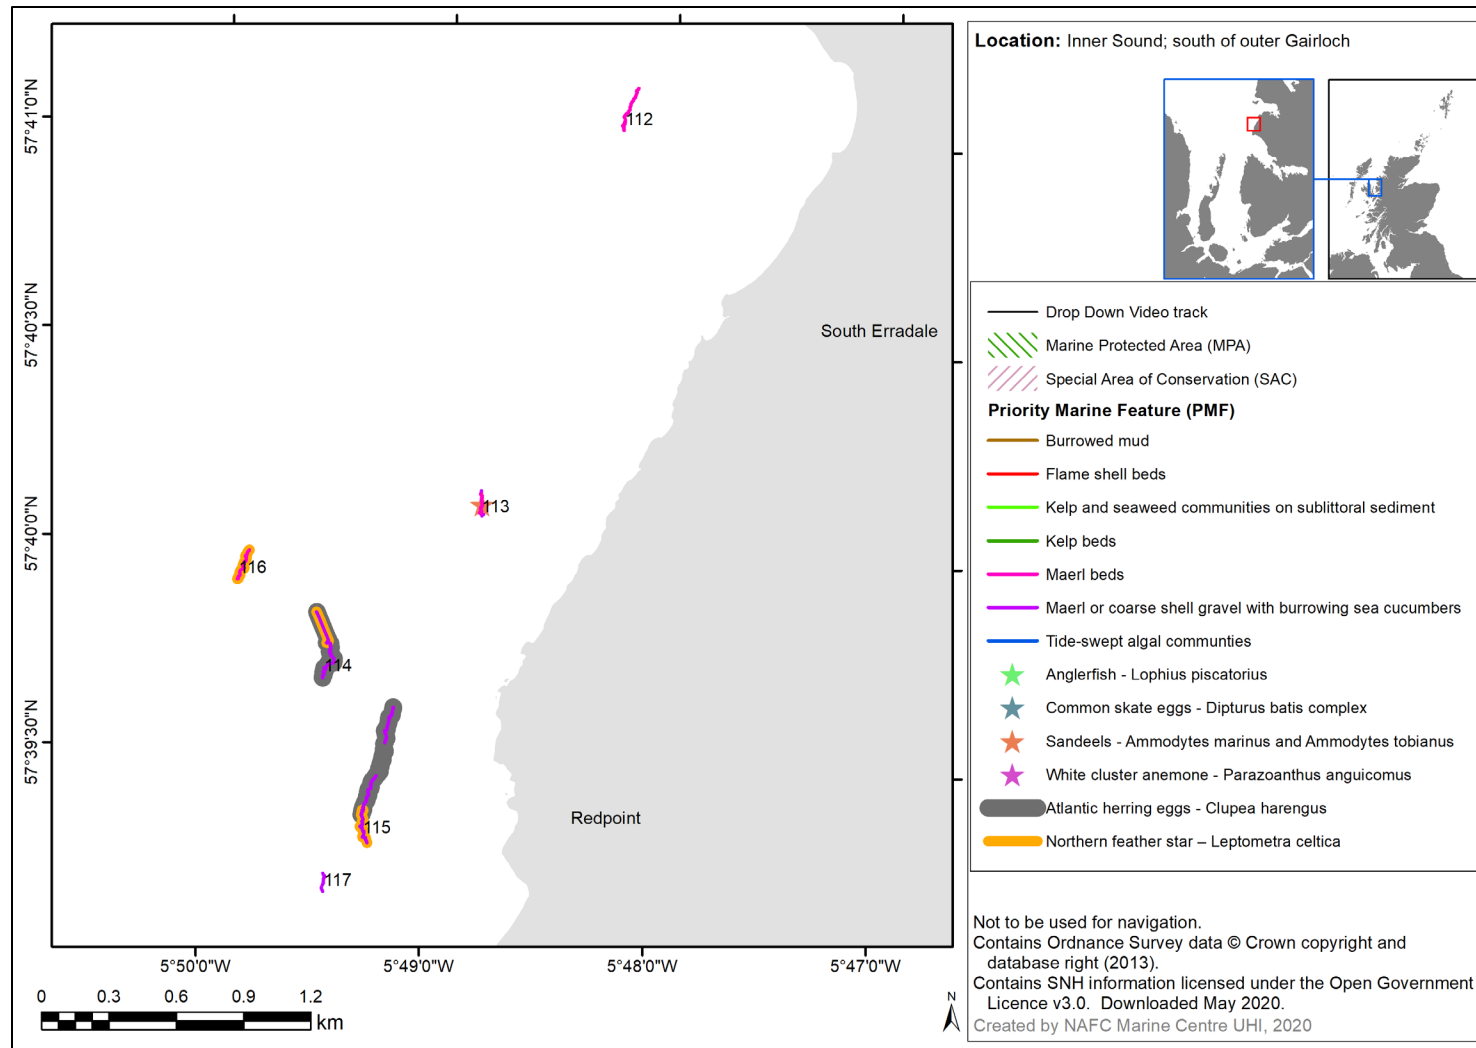 Location: Inner Sound; south of outer Gairloch
57°41'0"N
57°40'30"N
57°40'0"N
57°39'30"N
112
South Erradale
113
116
114
115
Redpoint
117
5°50'0"W
5°49'0"W
5°48'0"W
5°47'0"W
0 0.3 0.6 0.9 1.2
km
N
Drop Down Video track
Marine Protected Area (MPA)
Special Area of Conservation (SAC)
Priority Marine Feature (PMF)
Burrowed mud
Flame shell beds
Kelp and seaweed communities on sublittoral sediment
Kelp beds
Maerl beds
Maerl or coarse shell gravel with burrowing sea cucumbers
Tide-swept algal communties
Anglerfish - Lophius piscatorius
Common skate eggs - Dipturus batis complex
Sandeels - Ammodytes marinus and Ammodytes tobianus
White cluster anemone - Parazoanthus anguicomus
Atlantic herring eggs - Clupea harengus
Northern feather star – Leptometra celtica
Not to be used for navigation.
Contains Ordnance Survey data © Crown copyright and
database right (2013).
Contains SNH information licensed under the Open Government
Licence v3.0. Downloaded May 2020.
Created by NAFC Marine Centre UHI, 2020